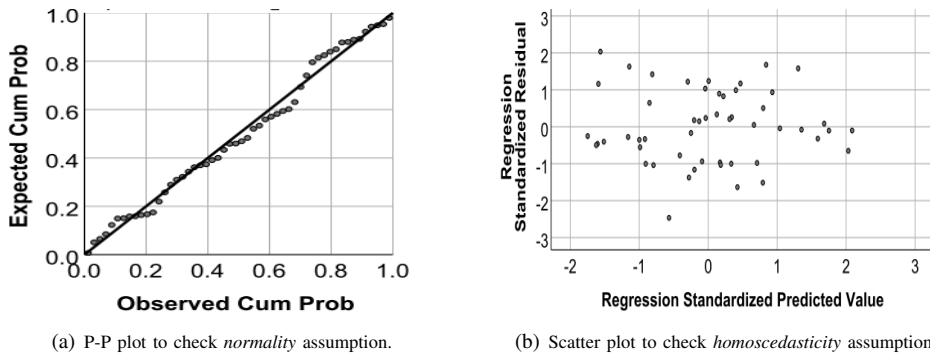 1.0
0.8
0.6
0.4
0.2
0.0
Expected Cum Prob
0.0 0.2 0.4 0.6 0.8 1.0
Observed Cum Prob
(a) P-P plot to check normality assumption.
3
2
1
0
-1
-2
-3
Regression
Standardized Residual
-2 -1 0 1 2 3
Regression Standardized Predicted Value
(b) Scatter plot to check homoscedasticity assumption